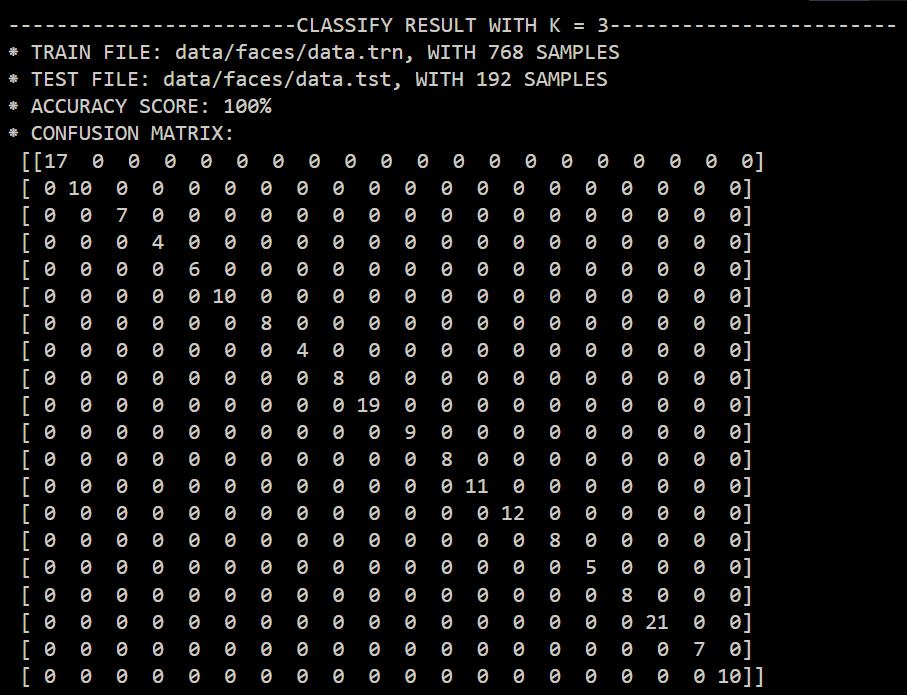 ------------------------CLASSIFY RESULT WITH K = 3------------------------
* TRAIN FILE: data/faces/data.trn, WITH 768 SAMPLES
* TEST FILE: data/faces/data.tst, WITH 192 SAMPLES
* ACCURACY SCORE: 100%
* CONFUSION MATRIX:
[[17  0  0  0  0  0  0  0  0  0  0  0  0  0  0  0  0  0  0  0]
[ 0 10  0  0  0  0  0  0  0  0  0  0  0  0  0  0  0  0  0  0]
[ 0  0  7  0  0  0  0  0  0  0  0  0  0  0  0  0  0  0  0  0]
[ 0  0  0  4  0  0  0  0  0  0  0  0  0  0  0  0  0  0  0  0]
[ 0  0  0  0  6  0  0  0  0  0  0  0  0  0  0  0  0  0  0  0]
[ 0  0  0  0  0 10  0  0  0  0  0  0  0  0  0  0  0  0  0  0]
[ 0  0  0  0  0  0  8  0  0  0  0  0  0  0  0  0  0  0  0  0]
[ 0  0  0  0  0  0  0  4  0  0  0  0  0  0  0  0  0  0  0  0]
[ 0  0  0  0  0  0  0  0  8  0  0  0  0  0  0  0  0  0  0  0]
[ 0  0  0  0  0  0  0  0  0 19  0  0  0  0  0  0  0  0  0  0]
[ 0  0  0  0  0  0  0  0  0  0  9  0  0  0  0  0  0  0  0  0]
[ 0  0  0  0  0  0  0  0  0  0  0  8  0  0  0  0  0  0  0  0]
[ 0  0  0  0  0  0  0  0  0  0  0  0 11  0  0  0  0  0  0  0]
[ 0  0  0  0  0  0  0  0  0  0  0  0  0 12  0  0  0  0  0  0]
[ 0  0  0  0  0  0  0  0  0  0  0  0  0  0  8  0  0  0  0  0]
[ 0  0  0  0  0  0  0  0  0  0  0  0  0  0  0  5  0  0  0  0]
[ 0  0  0  0  0  0  0  0  0  0  0  0  0  0  0  0  8  0  0  0]
[ 0  0  0  0  0  0  0  0  0  0  0  0  0  0  0  0  0 21  0  0]
[ 0  0  0  0  0  0  0  0  0  0  0  0  0  0  0  0  0  0  7  0]
[ 0  0  0  0  0  0  0  0  0  0  0  0  0  0  0  0  0  0  0 10]]